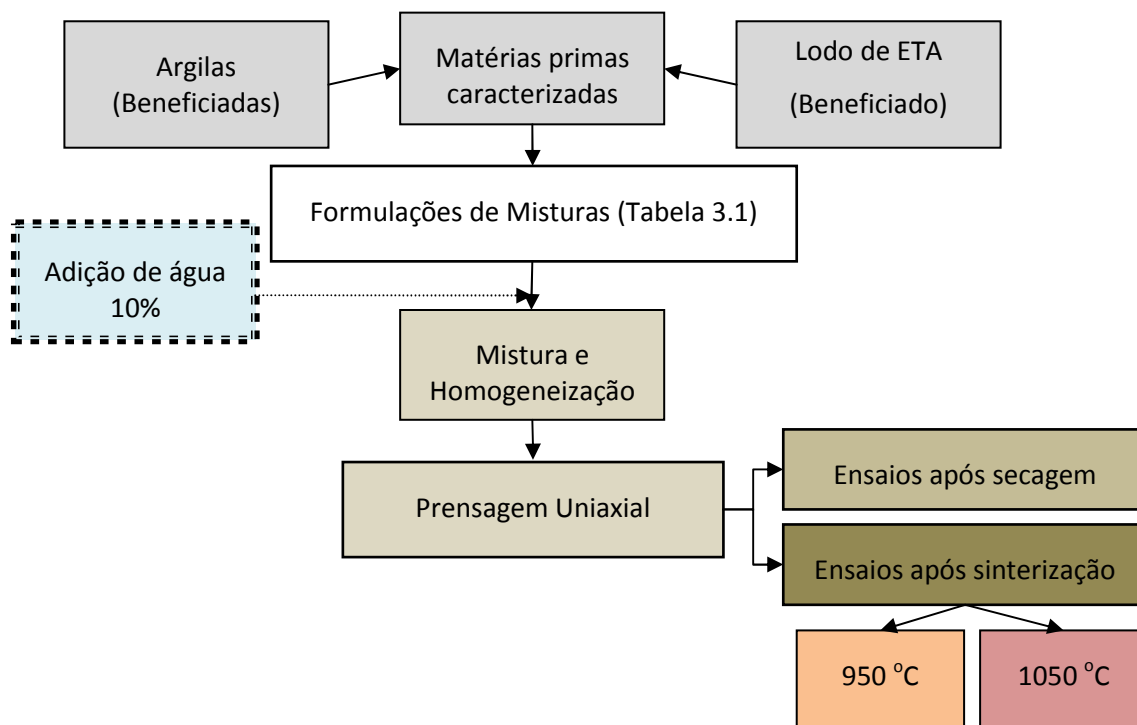 Argilas
(Beneficiadas)
Matérias primas
caracterizadas
Lodo de ETA
(Beneficiado)
Formulações de Misturas (Tabela 3.1)
Adição de água
10%
Mistura e
Homogeneização
Prensagem Uniaxial
Ensaios após secagem
Ensaios após sinterização
950 °C
1050 °C